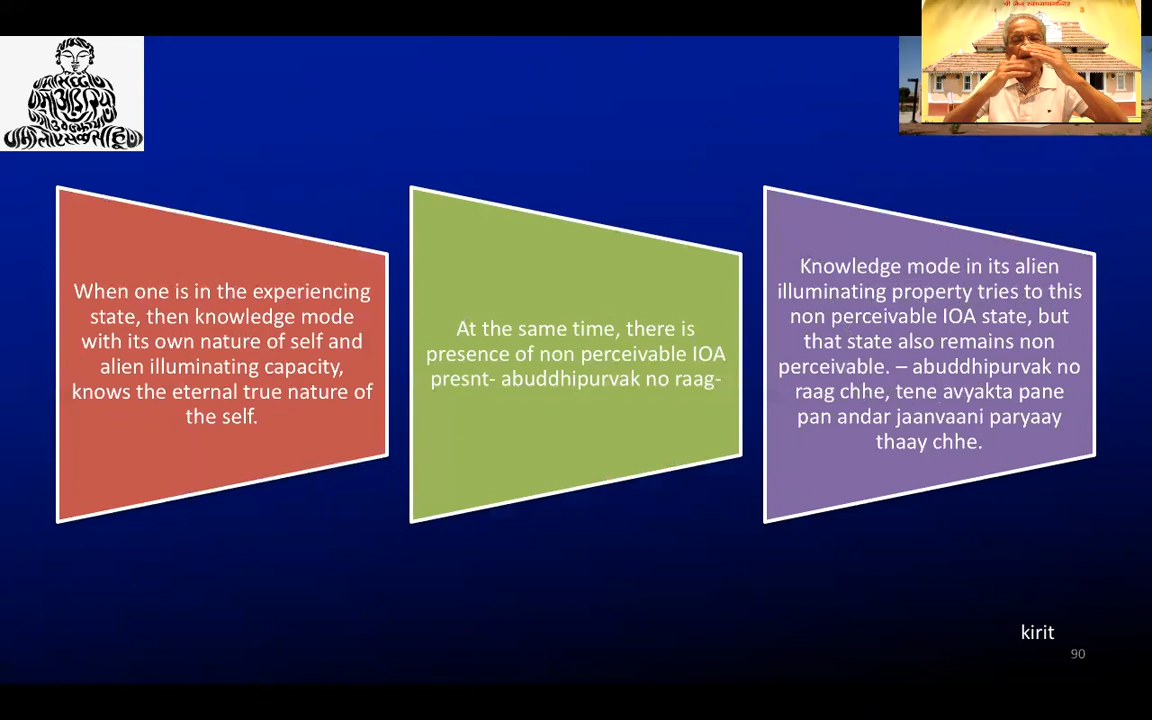 श्री जैन स्वाध्यायमन्दिर
When one is in the experiencing
state, then knowledge mode
with its own nature of self and
alien illuminating capacity,
knows the eternal true nature of
the self.
At the same time, there is
presence of non perceivable IOA
presnt- abuddhipurvak no raag-
Knowledge mode in its alien
illuminating property tries to this
non perceivable IOA state, but
that state also remains non
perceivable. – abuddhipurvak no
raag chhe, tene avyakta pane
pan andar jaanvaani paryaay
thaay chhe.
kirit
90